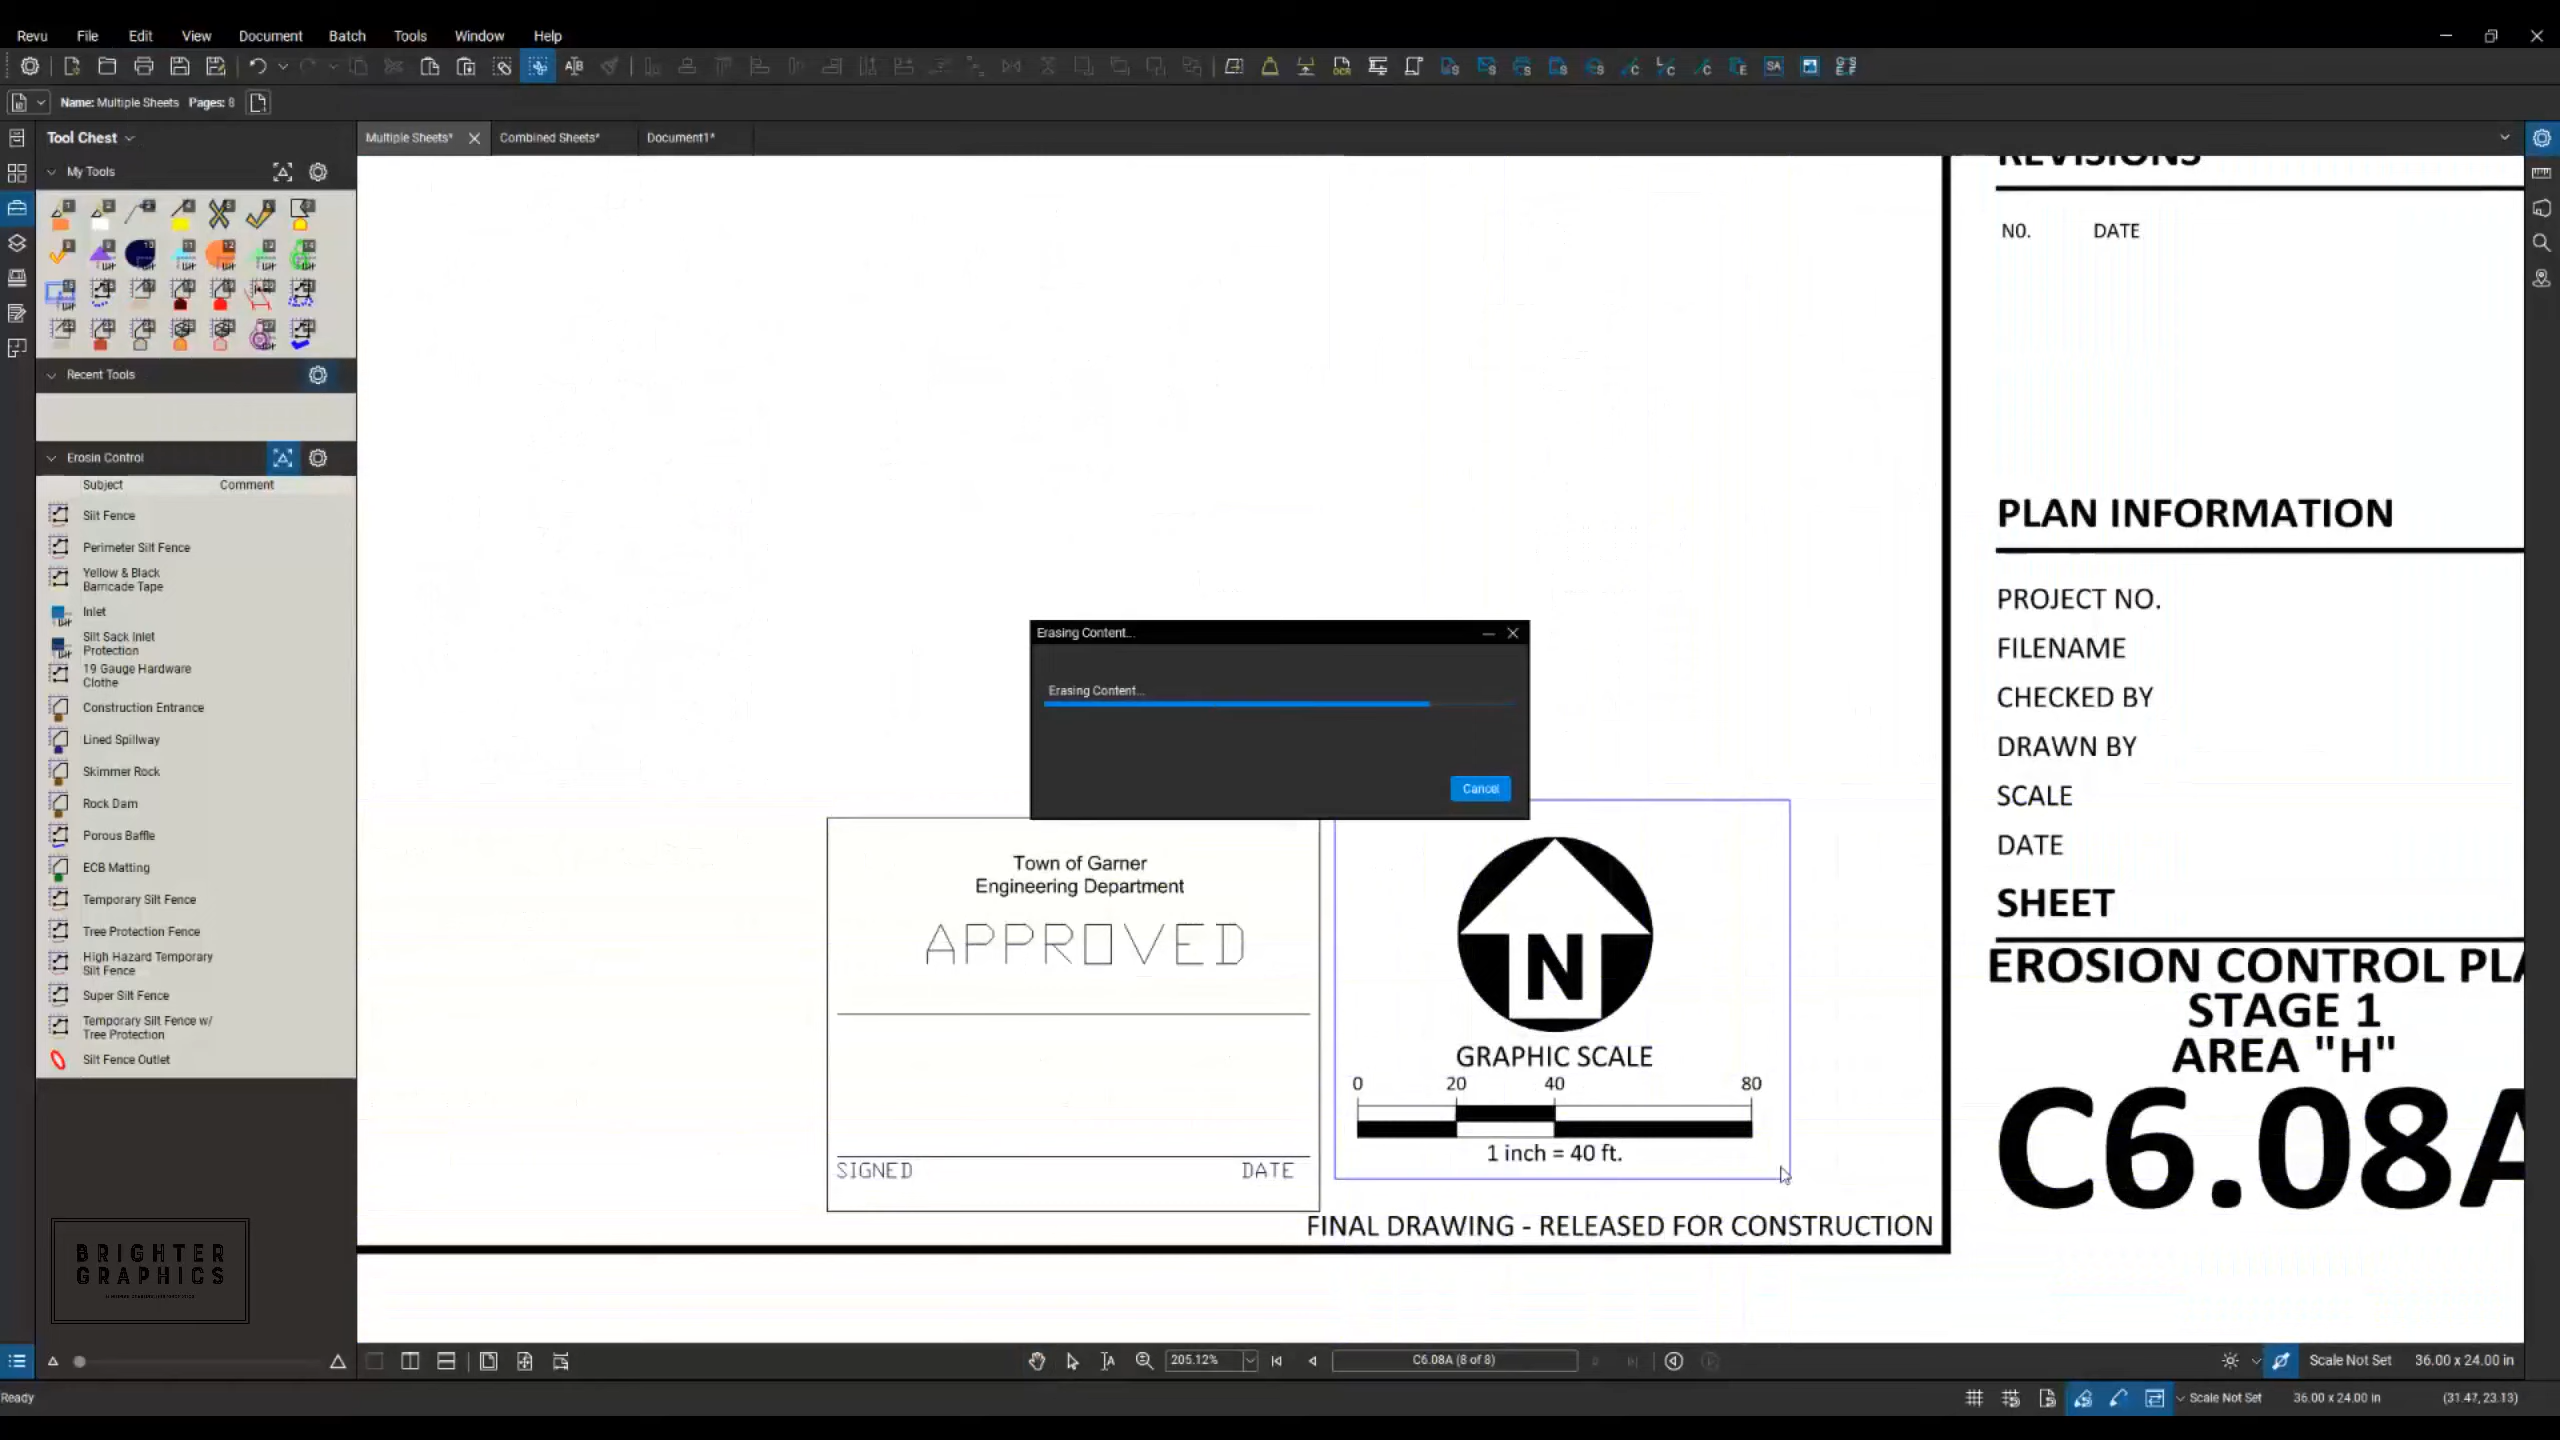 Revu File Edit View Document Batch Tools Window Help
Name: Multiple Sheets Pages: 8
Tool Chest
My Tools
Recent Tools
Erosin Control
Subject Comment
Silt Fence
Perimeter Silt Fence
Yellow & Black
Barricade Tape
Inlet
Silt Sack Inlet
Protection
19 Gauge Hardware
Clothe
Construction Entrance
Lined Spillway
Skimmer Rock
Rock Dam
Porous Baffle
ECB Matting
Temporary Silt Fence
Tree Protection Fence
High Hazard Temporary
Silt Fence
Super Silt Fence
Temporary Silt Fence w/
Tree Protection
Silt Fence Outlet
BRIGHTER
GRAPHICS
Multiple Sheets* Combined Sheets* Document1*
REVISIONS
NO. DATE
PLAN INFORMATION
PROJECT NO.
FILENAME
CHECKED BY
DRAWN BY
SCALE
DATE
SHEET
EROSION CONTROL PLA
STAGE 1
AREA "H"
C6.08A
Erasing Content...
Erasing Content...
Cancel
Town of Garner
Engineering Department
APPROVED
SIGNED DATE
N
GRAPHIC SCALE
0 20 40 80
1 inch = 40 ft.
FINAL DRAWING - RELEASED FOR CONSTRUCTION
205.12% C6.08A (8 of 8) Scale Not Set 36.00 x 24.00 in
Ready Scale Not Set 36.00 x 24.00 in (31.47, 23.13)